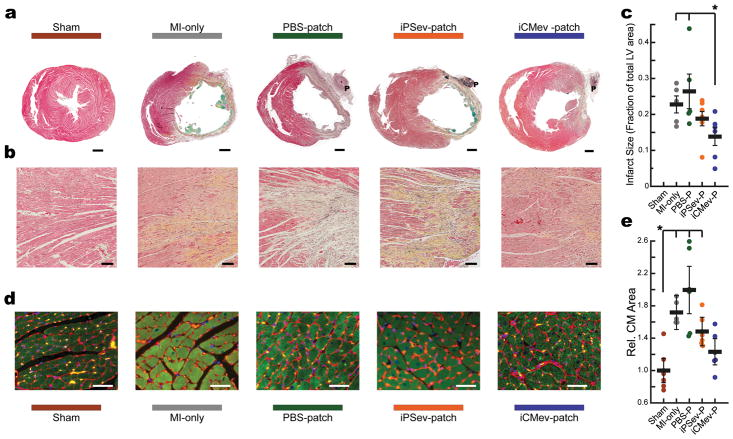 a
Sham
MI-only
PBS-patch
iPSev-patch
iCMev -patch
P
P
P
b
c
Infarct Size (Fraction of total LV area)
0.5
0.4
0.3
0.2
0.1
0
*
Sham
MI-only
PBS-P
iPSev-P
iCMev-P
d
Sham
MI-only
PBS-patch
iPSev-patch
iCMev-patch
e
Rel. CM Area
2.6
2.2
1.8
1.4
1.0
0.6
*
Sham
MI-only
PBS-P
iPSev-P
iCMev-P